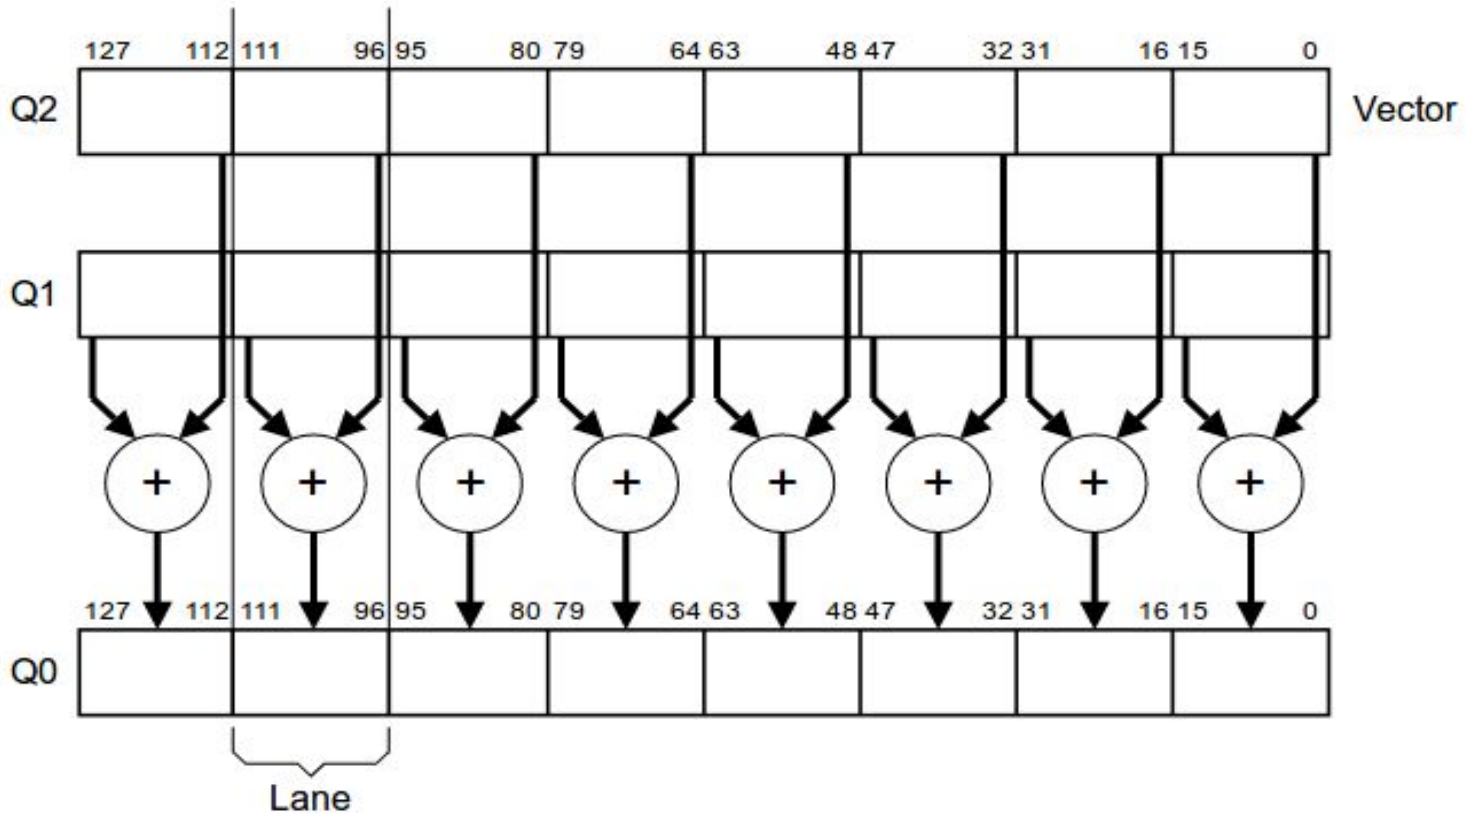 127 112 111 96 95 80 79 64 63 48 47 32 31 16 15 0
Q2 Vector
Q1
+ + + + + + + +
127 112 111 96 95 80 79 64 63 48 47 32 31 16 15 0
Q0
Lane